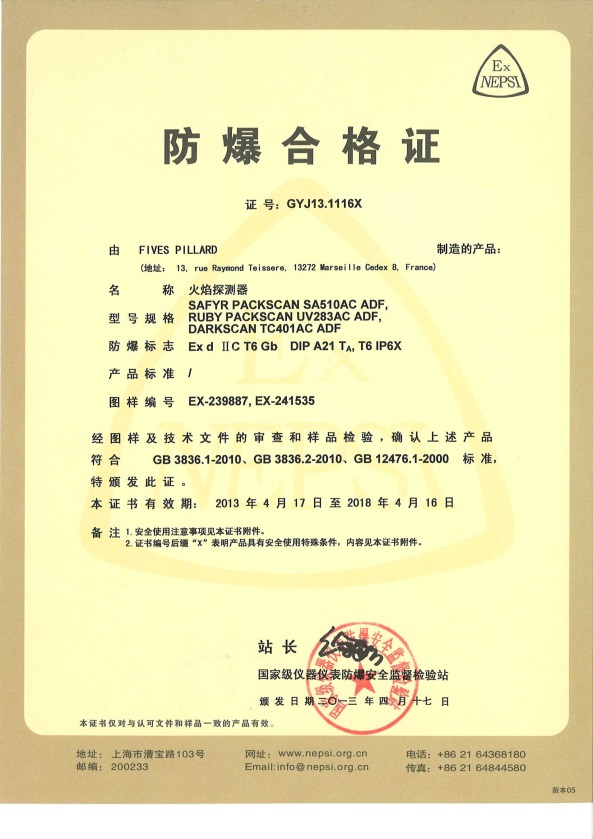 Ex
NEPSI
防爆合格证
证 号：GYJ13.1116X
由 FIVES PILLARD 制造的产品：
(地址： 13, rue Raymond Teissere, 13272 Marseille Cedex 8, France)
名 称 火焰探测器
SAFYR PACKSCAN SA510AC ADF,
型号规格 RUBY PACKSCAN UV283AC ADF,
DARKSCAN TC401AC ADF
防爆标志 Ex d ⅡC T6 Gb DIP A21 TA, T6 IP6X
产品标准 /
图样编号 EX-239887, EX-241535
经图样及技术文件的审查和样品检验，确认上述产品
符合 GB 3836.1-2010、GB 3836.2-2010、GB 12476.1-2000 标准，
特颁发此证。
本证书有效期： 2013 年 4 月 17 日 至 2018 年 4 月 16 日
备注 1. 安全使用注意事项见本证书附件。
2. 证书编号后缀“X”表明产品具有安全使用特殊条件，内容见本证书附件。
站长
国家级仪器仪表防爆安全监督检验站
颁发日期二〇一三 年 四 月 十七 日
本证书仅对与认可文件和样品一致的产品有效。
地址：上海市漕宝路103号 网址：www.nepsi.org.cn 电话：+86 21 64368180
邮编：200233 Email:info@nepsi.org.cn 传真：+86 21 64844580
版本05